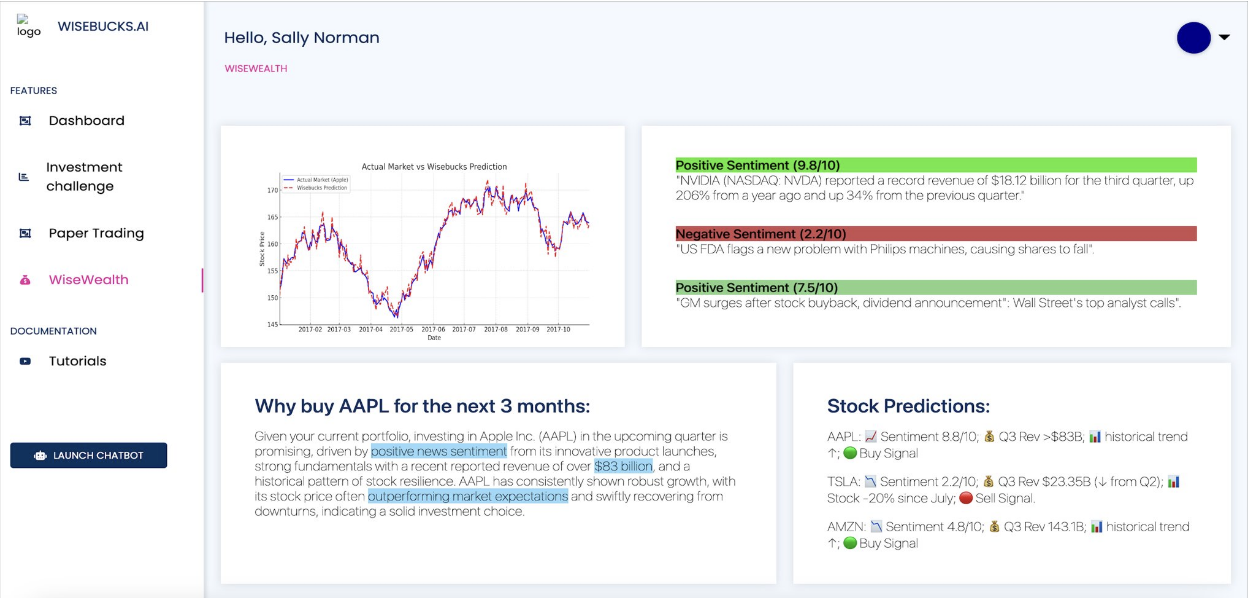 logo
WISEBUCKS.AI
FEATURES
Dashboard
Investment
challenge
Paper Trading
WiseWealth
DOCUMENTATION
Tutorials
LAUNCH CHATBOT
Hello, Sally Norman
WISEWEALTH
Actual Market vs Wisebucks Prediction
Actual Market (Apple)
Wisebucks Prediction
Stock Price
170
165
160
155
150
145
2017-02 2017-03 2017-04 2017-05 2017-06 2017-07 2017-08 2017-09 2017-10
Date
Positive Sentiment (9.8/10)
"NVIDIA (NASDAQ: NVDA) reported a record revenue of $18.12 billion for the third quarter, up
206% from a year ago and up 34% from the previous quarter."
Negative Sentiment (2.2/10)
"US FDA flags a new problem with Philips machines, causing shares to fall".
Positive Sentiment (7.5/10)
"GM surges after stock buyback, dividend announcement": Wall Street's top analyst calls".
Why buy AAPL for the next 3 months:
Given your current portfolio, investing in Apple Inc. (AAPL) in the upcoming quarter is
promising, driven by positive news sentiment from its innovative product launches,
strong fundamentals with a recent reported revenue of over $83 billion, and a
historical pattern of stock resilience. AAPL has consistently shown robust growth, with
its stock price often outperforming market expectations and swiftly recovering from
downturns, indicating a solid investment choice.
Stock Predictions:
AAPL: 📈 Sentiment 8.8/10; 💰 Q3 Rev >$83B, 📊 historical trend
↑; 🟢 Buy Signal
TSLA: 📉 Sentiment 2.2/10; 💰 Q3 Rev $23.35B (↓ from Q2); 📊
Stock -20% since July; 🔴 Sell Signal.
AMZN: 📉 Sentiment 4.8/10; 💰 Q3 Rev 143.1B; 📊 historical trend
↑; 🟢 Buy Signal